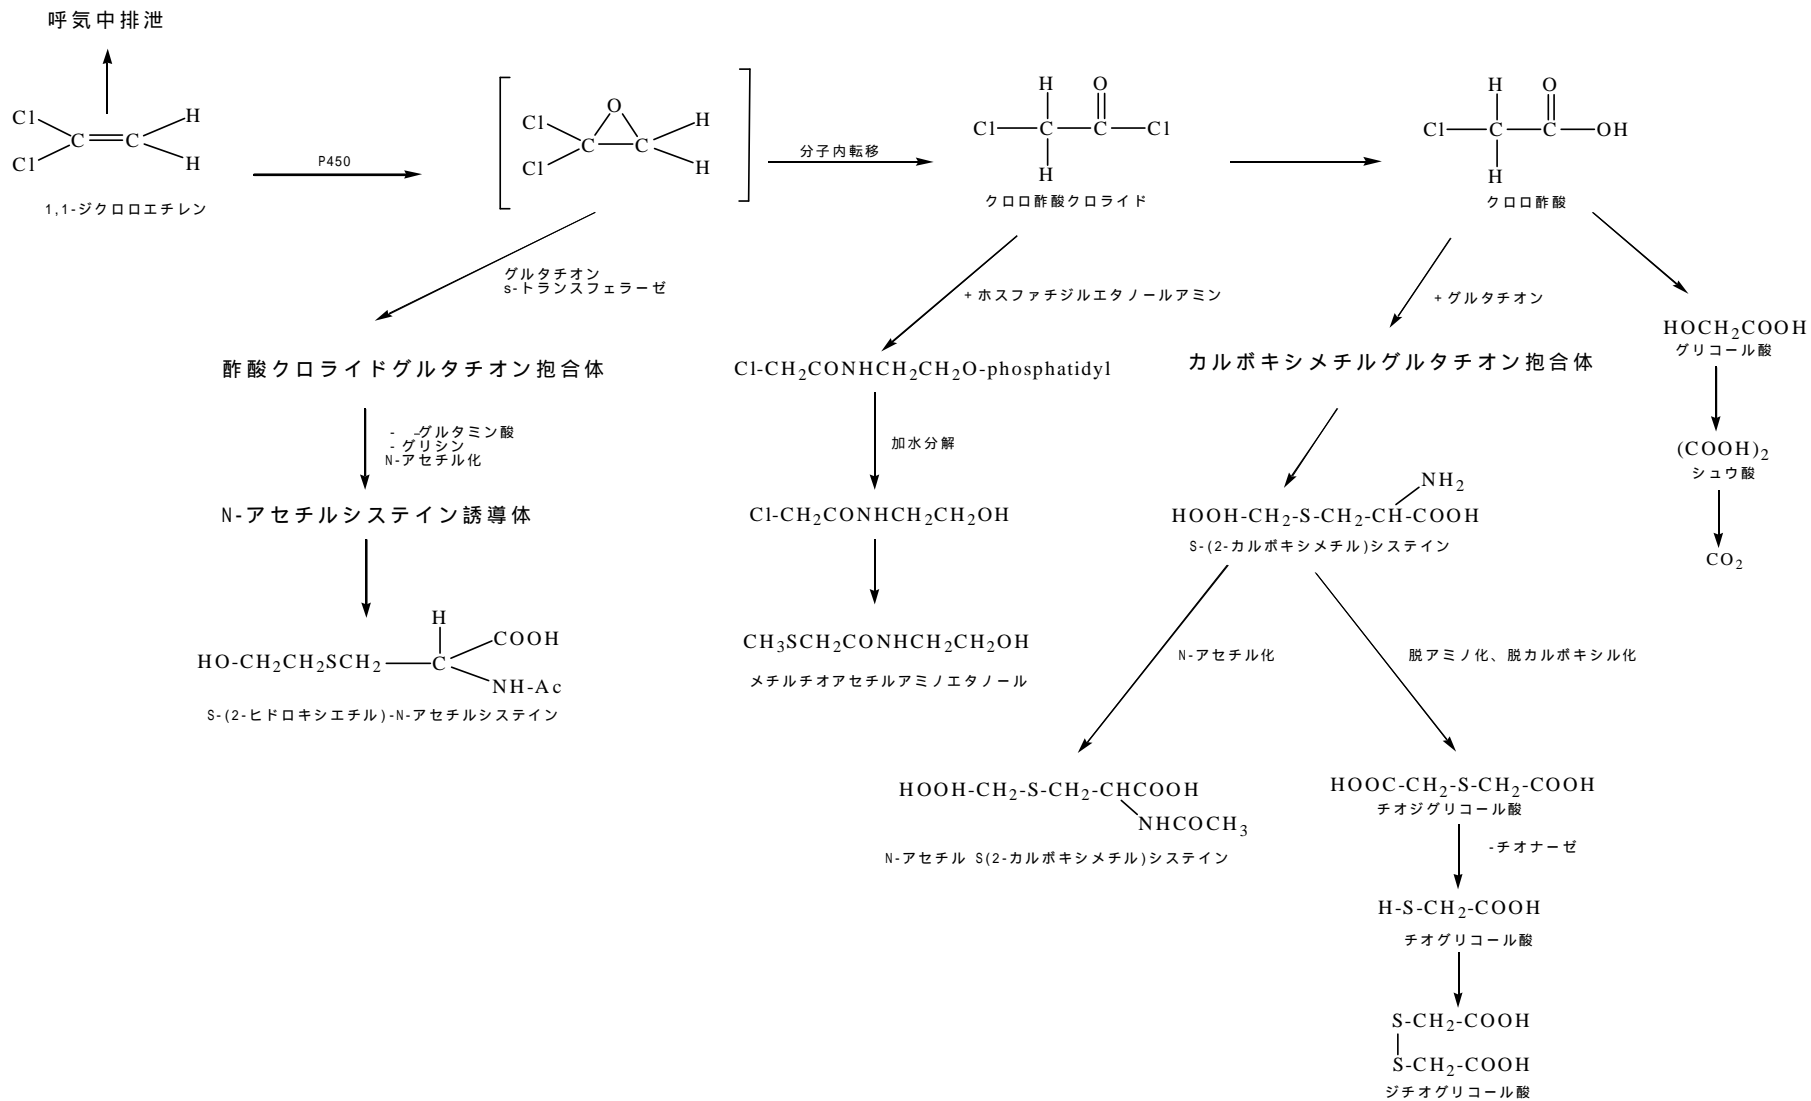 呼気中排泄
Cl
Cl
C
C
H
H
1,1-ジクロロエチレン
P450
O
Cl
Cl
C
C
H
H
分子内転移
H
O
Cl
C
C
Cl
H
クロロ酢酸クロライド
H
O
Cl
C
C
OH
H
クロロ酢酸
グルタチオン
s-トランスフェラーゼ
+ホスファチジルエタノールアミン
+グルタチオン
HOCH2COOH
グリコール酸
酢酸クロライドグルタチオン抱合体
Cl-CH2CONHCH2CH2O-phosphatidyl
カルボキシメチルグルタチオン抱合体
- -グルタミン酸
-グリシン
N-アセチル化
加水分解
(COOH)2
シュウ酸
N-アセチルシステイン誘導体
Cl-CH2CONHCH2CH2OH
NH2
HOOH-CH2-S-CH2-CH-COOH
S-(2-カルボキシメチル)システイン
CO2
H
COOH
HO-CH2CH2SCH2
C
NH-Ac
S-(2-ヒドロキシエチル)-N-アセチルシステイン
CH3SCH2CONHCH2CH2OH
メチルチオアセチルアミノエタノール
N-アセチル化
脱アミノ化、脱カルボキシル化
HOOH-CH2-S-CH2-CHCOOH
NHCOCH3
N-アセチル S(2-カルボキシメチル)システイン
HOOC-CH2-S-CH2-COOH
チオジグリコール酸
-チオナーゼ
H-S-CH2-COOH
チオグリコール酸
S-CH2-COOH
S-CH2-COOH
ジチオグリコール酸